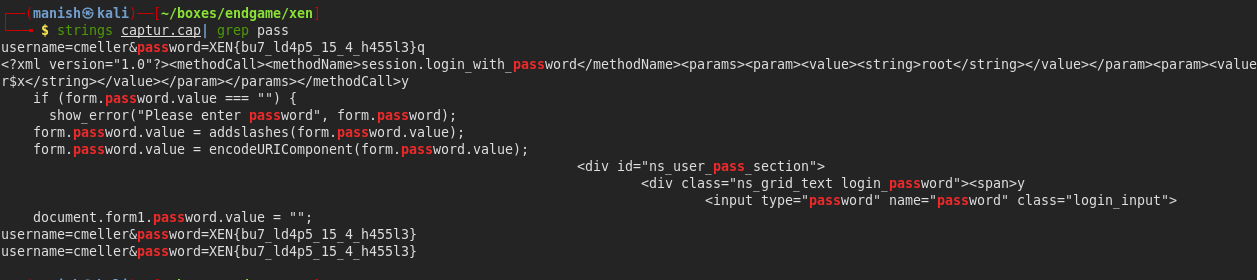 (manish㉿kali)-[~/boxes/endgame/xen]
$ strings captur.cap| grep pass
username=cmeller&password=XEN{bu7_ld4p5_15_4_h455l3}q
<?xml version="1.0"?><methodCall><methodName>session.login_with_password</methodName><params><param><value><string>root</string></value></param><param><value
r$x</string></value></param></params></methodCall>y
if (form.password.value === "") {
show_error("Please enter password", form.password);
form.password.value = addslashes(form.password.value);
form.password.value = encodeURIComponent(form.password.value);
<div id="ns_user_pass_section">
<div class="ns_grid_text login_password"><span>y
<input type="password" name="password" class="login_input">
document.form1.password.value = "";
username=cmeller&password=XEN{bu7_ld4p5_15_4_h455l3}
username=cmeller&password=XEN{bu7_ld4p5_15_4_h455l3}